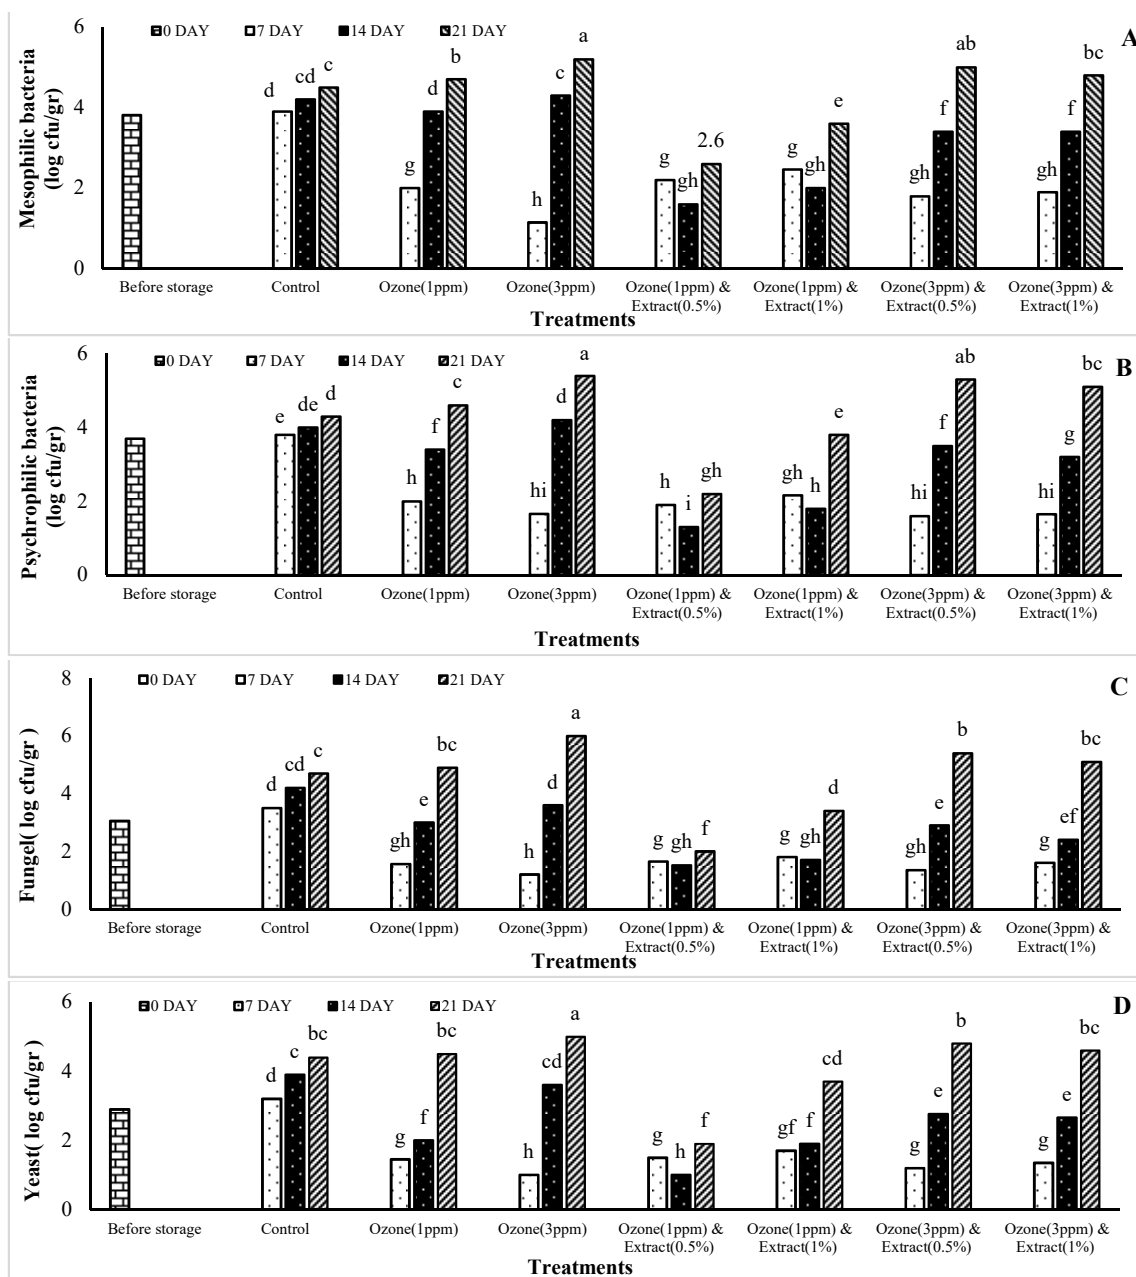 6
0 DAY 7 DAY 14 DAY 21 DAY
A
Mesophilic bacteria
(log cfu/gr)
4
2
0
d cd c
g d b
h c a
g gh 2.6
g gh e
gh f ab
gh f bc
Before storage Control Ozone(1ppm) Ozone(3ppm) Ozone(1ppm) & Ozone(1ppm) & Ozone(3ppm) & Ozone(3ppm) &
Extract(0.5%) Extract(1%) Extract(0.5%) Extract(1%)
Treatments
6
0 DAY 7 DAY 14 DAY 21 DAY
B
Psychrophilic bacteria
(log cfu/gr)
4
2
0
e de d
h f c
hi d a
h i gh
gh h e
hi f ab
hi g bc
Before storage Control Ozone(1ppm) Ozone(3ppm) Ozone(1ppm) & Ozone(1ppm) & Ozone(3ppm) & Ozone(3ppm) &
Extract(0.5%) Extract(1%) Extract(0.5%) Extract(1%)
Treatments
8
0 DAY 7 DAY 14 DAY 21 DAY
C
Fungel( log cfu/gr )
6
4
2
0
d cd c
gh e bc
h d a
g gh f
g gh d
gh e b
g ef bc
Before storage Control Ozone(1ppm) Ozone(3ppm) Ozone(1ppm) & Ozone(1ppm) & Ozone(3ppm) & Ozone(3ppm) &
Extract(0.5%) Extract(1%) Extract(0.5%) Extract(1%)
Treatments
6
0 DAY 7 DAY 14 DAY 21 DAY
D
Yeast( log cfu/gr )
4
2
0
d c bc
g f bc
h cd a
g h f
gf f cd
g e b
g e bc
Before storage Control Ozone(1ppm) Ozone(3ppm) Ozone(1ppm) & Ozone(1ppm) & Ozone(3ppm) & Ozone(3ppm) &
Extract(0.5%) Extract(1%) Extract(0.5%) Extract(1%)
Treatments